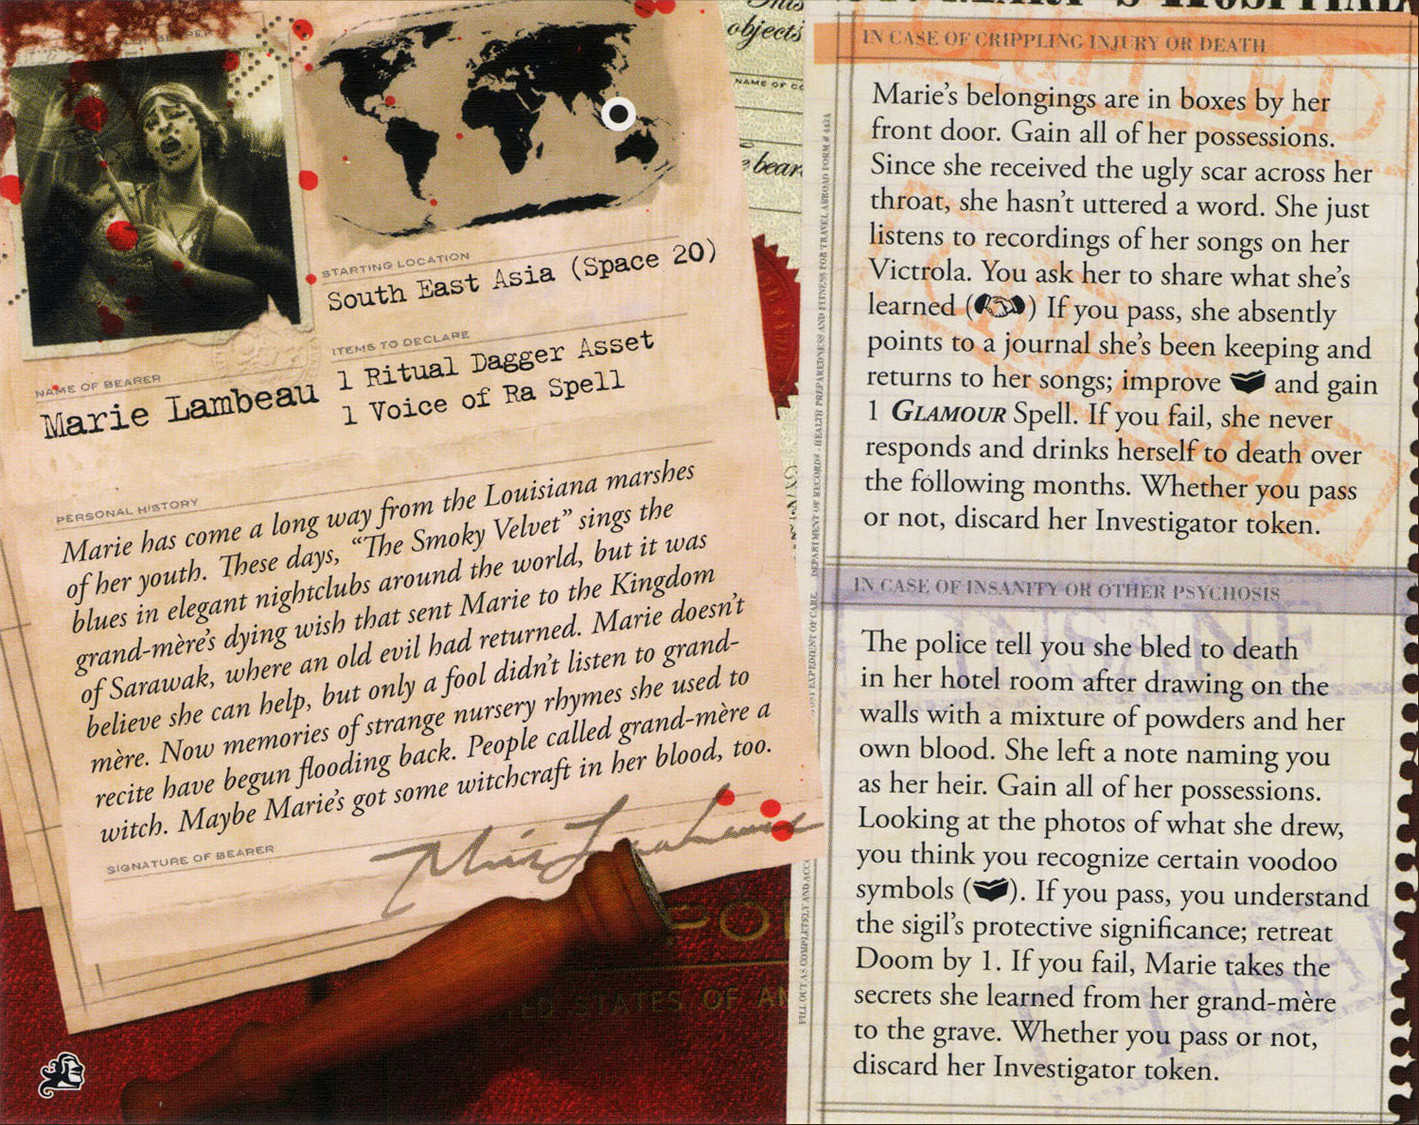 NAME OF BEARER
Marie Lambeau
STARTING LOCATION
South East Asia (Space 20)
ITEMS TO DECLARE
1 Ritual Dagger Asset
1 Voice of Ra Spell
PERSONAL HISTORY
Marie has come a long way from the Louisiana marshes
of her youth. These days, “The Smoky Velvet” sings the
blues in elegant nightclubs around the world, but it was
grand-mère’s dying wish that sent Marie to the Kingdom
of Sarawak, where an old evil had returned. Marie doesn’t
believe she can help, but only a fool didn’t listen to grand-
mère. Now memories of strange nursery rhymes she used to
recite have begun flooding back. People called grand-mère a
witch. Maybe Marie’s got some witchcraft in her blood, too.
SIGNATURE OF BEARER
objects
NAME OF
bear
STATES OF
IN CASE OF CRIPPLING INJURY OR DEATH
Marie’s belongings are in boxes by her
front door. Gain all of her possessions.
Since she received the ugly scar across her
throat, she hasn’t uttered a word. She just
listens to recordings of her songs on her
Victrola. You ask her to share what she’s
learned ( ) If you pass, she absently
points to a journal she’s been keeping and
returns to her songs; improve and gain
1 GLAMOUR Spell. If you fail, she never
responds and drinks herself to death over
the following months. Whether you pass
or not, discard her Investigator token.
IN CASE OF INSANITY OR OTHER PSYCHOSIS
The police tell you she bled to death
in her hotel room after drawing on the
walls with a mixture of powders and her
own blood. She left a note naming you
as her heir. Gain all of her possessions.
Looking at the photos of what she drew,
you think you recognize certain voodoo
symbols ( ). If you pass, you understand
the sigil’s protective significance; retreat
Doom by 1. If you fail, Marie takes the
secrets she learned from her grand-mère
to the grave. Whether you pass or not,
discard her Investigator token.